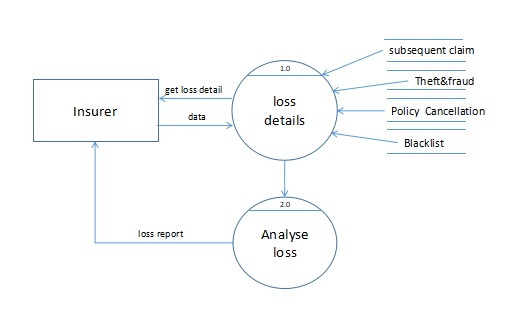 1.0
subsequent claim
get loss detail
Theft&fraud
Insurer
loss
details
data
Policy Cancellation
Blacklist
2.0
Analyse
loss
loss report